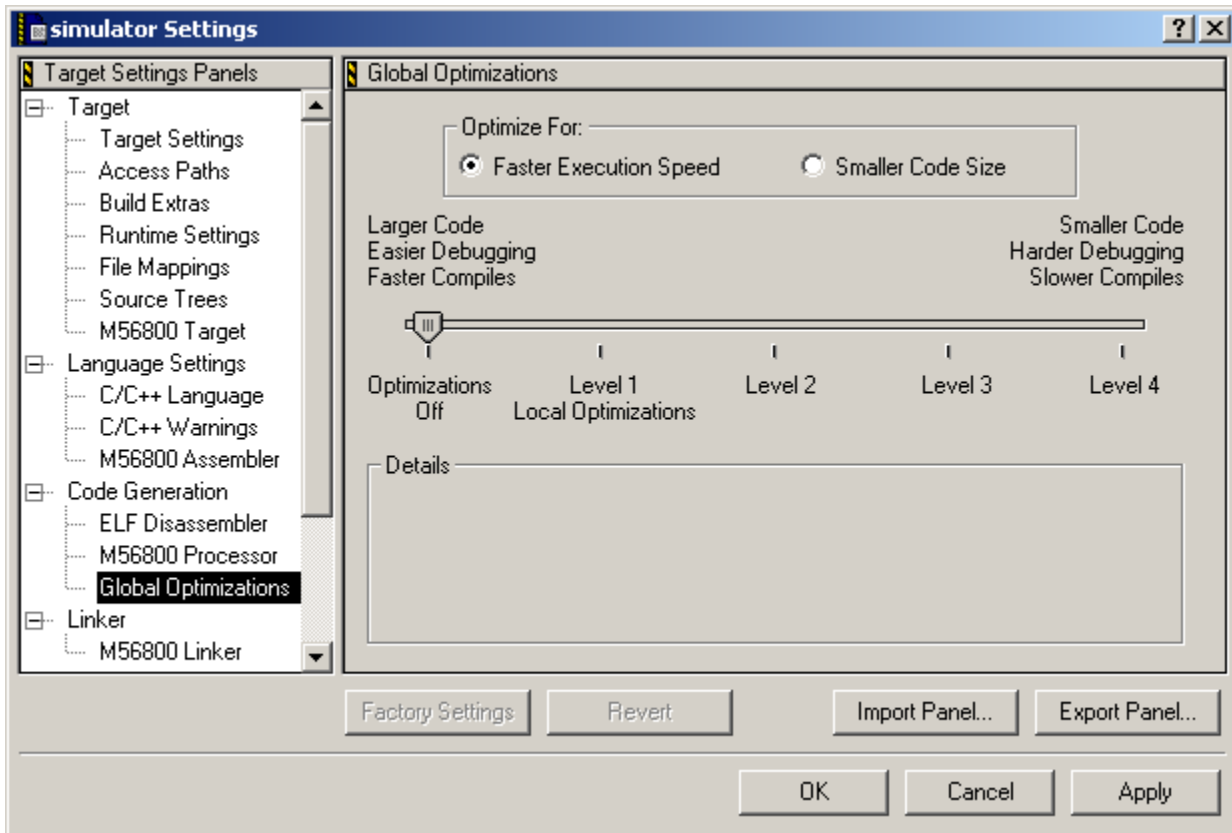 simulator Settings
Target Settings Panels
Target
Target Settings
Access Paths
Build Extras
Runtime Settings
File Mappings
Source Trees
M56800 Target
Language Settings
C/C++ Language
C/C++ Warnings
M56800 Assembler
Code Generation
ELF Disassembler
M56800 Processor
Global Optimizations
Linker
M56800 Linker
Global Optimizations
Optimize For:
Faster Execution Speed
Smaller Code Size
Larger Code
Easier Debugging
Faster Compiles
Smaller Code
Harder Debugging
Slower Compiles
Optimizations
Off
Level 1
Local Optimizations
Level 2
Level 3
Level 4
Details
Factory Settings
Revert
Import Panel...
Export Panel...
OK
Cancel
Apply